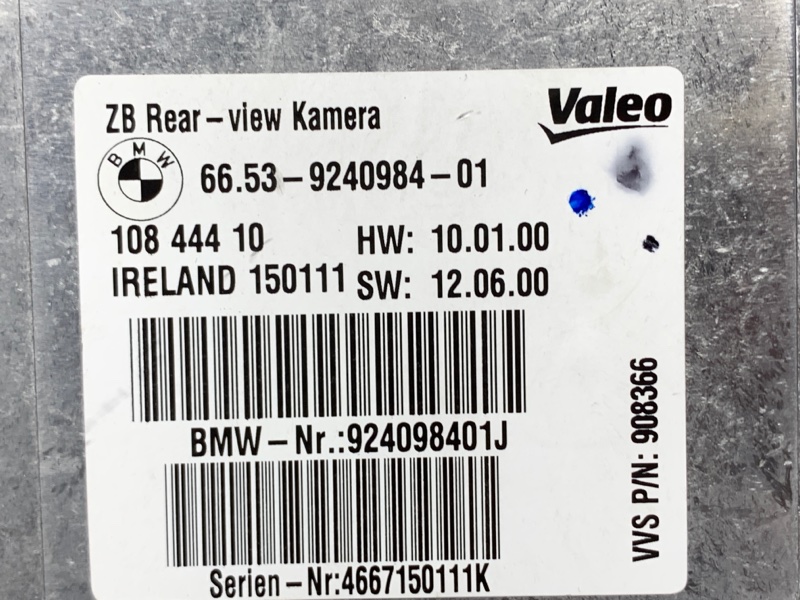 ZB Rear-view Kamera
Valeo
BMW
66.53-9240984-01
108 444 10 HW: 10.01.00
IRELAND 150111 SW: 12.06.00
BMW-Nr.:924098401J
Serien-Nr:4667150111K
VVS P/N: 908366